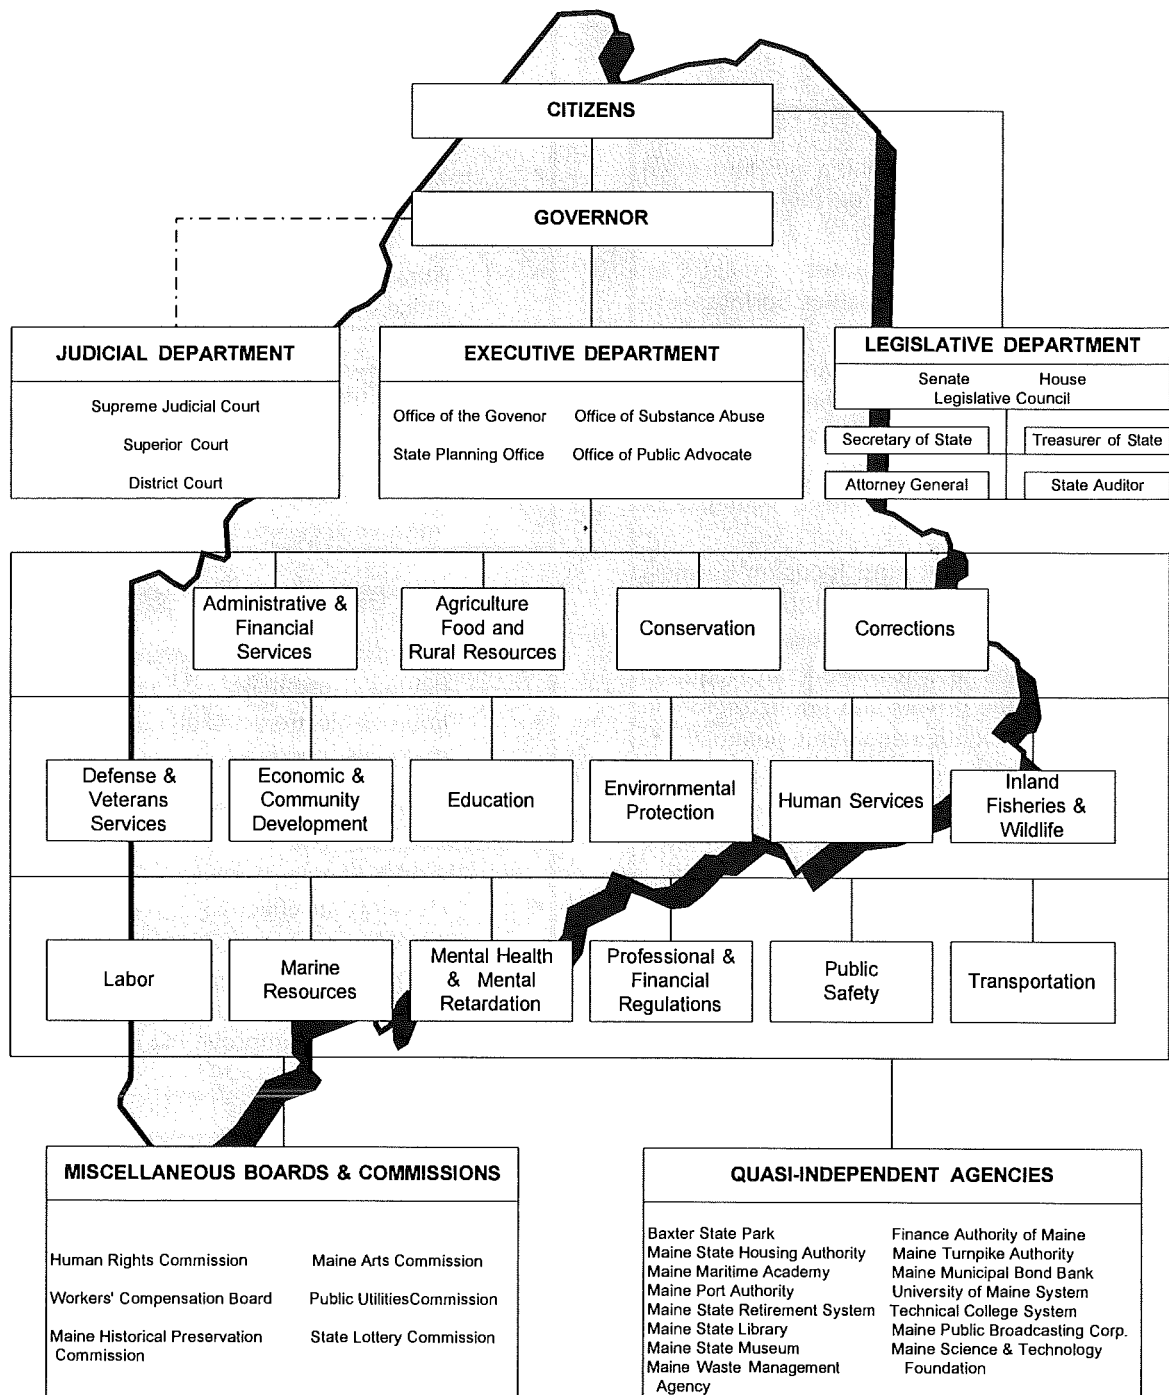 CITIZENS
GOVERNOR
JUDICIAL DEPARTMENT
Supreme Judicial Court
Superior Court
District Court
EXECUTIVE DEPARTMENT
Office of the Govenor Office of Substance Abuse
State Planning Office Office of Public Advocate
LEGISLATIVE DEPARTMENT
Senate House
Legislative Council
Secretary of State Treasurer of State
Attorney General State Auditor
Administrative &
Financial
Services
Agriculture
Food and
Rural Resources
Conservation
Corrections
Defense &
Veterans
Services
Economic &
Community
Development
Education
Envirornmental
Protection
Human Services
Inland
Fisheries &
Wildlife
Labor
Marine
Resources
Mental Health
& Mental
Retardation
Professional &
Financial
Regulations
Public
Safety
Transportation
MISCELLANEOUS BOARDS & COMMISSIONS
Human Rights Commission Maine Arts Commission
Workers' Compensation Board Public UtilitiesCommission
Maine Historical Preservation State Lottery Commission
Commission
QUASI-INDEPENDENT AGENCIES
Baxter State Park Finance Authority of Maine
Maine State Housing Authority Maine Turnpike Authority
Maine Maritime Academy Maine Municipal Bond Bank
Maine Port Authority University of Maine System
Maine State Retirement System Technical College System
Maine State Library Maine Public Broadcasting Corp.
Maine State Museum Maine Science & Technology
Maine Waste Management Foundation
Agency